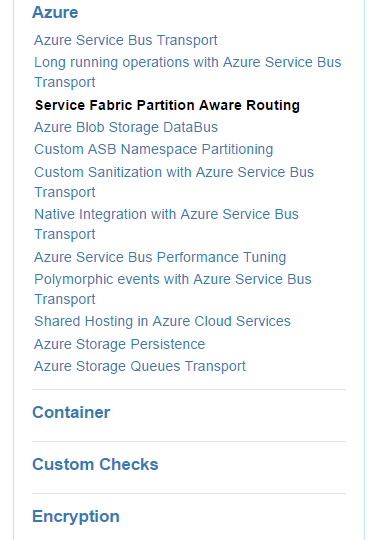 Azure
Azure Service Bus Transport
Long running operations with Azure Service Bus
Transport
Service Fabric Partition Aware Routing
Azure Blob Storage DataBus
Custom ASB Namespace Partitioning
Custom Sanitization with Azure Service Bus
Transport
Native Integration with Azure Service Bus
Transport
Azure Service Bus Performance Tuning
Polymorphic events with Azure Service Bus
Transport
Shared Hosting in Azure Cloud Services
Azure Storage Persistence
Azure Storage Queues Transport
Container
Custom Checks
Encryption